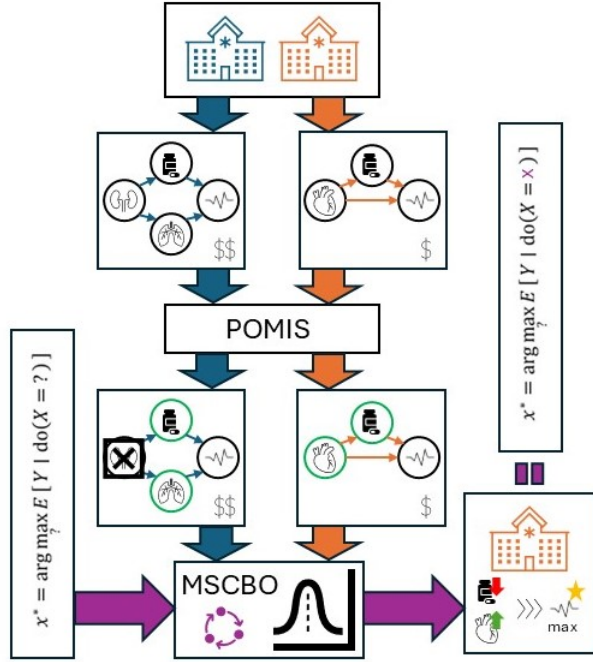 $$
$
POMIS
$$
$
x* = arg max E [Y | do(X = ?)]
?
x* = arg max E [Y | do(X = x)]
?
MSCBO
>>>
max